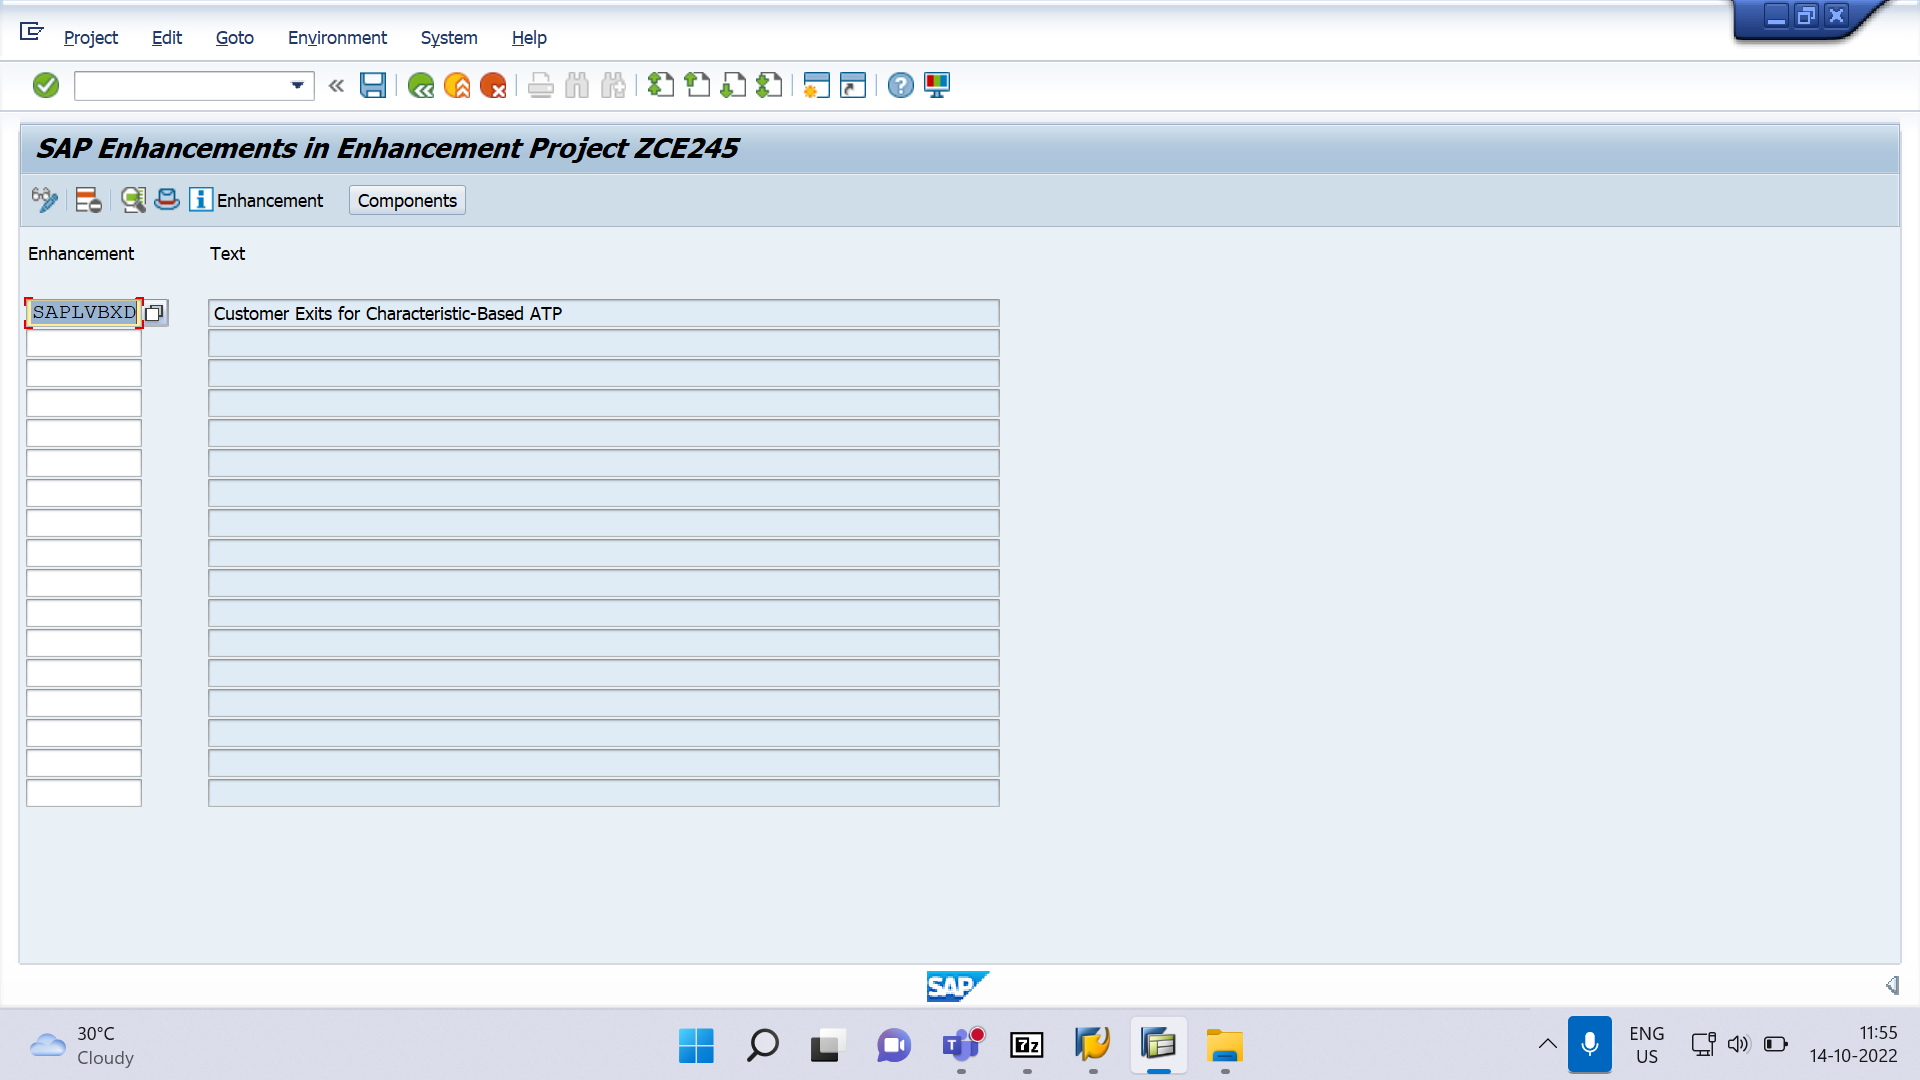 Project Edit Goto Environment System Help
SAP Enhancements in Enhancement Project ZCE245
Enhancement Components
Enhancement Text
SAPLVBXD Customer Exits for Characteristic-Based ATP
SAP
30°C
Cloudy
T
7z
ENG
US
11:55
14-10-2022